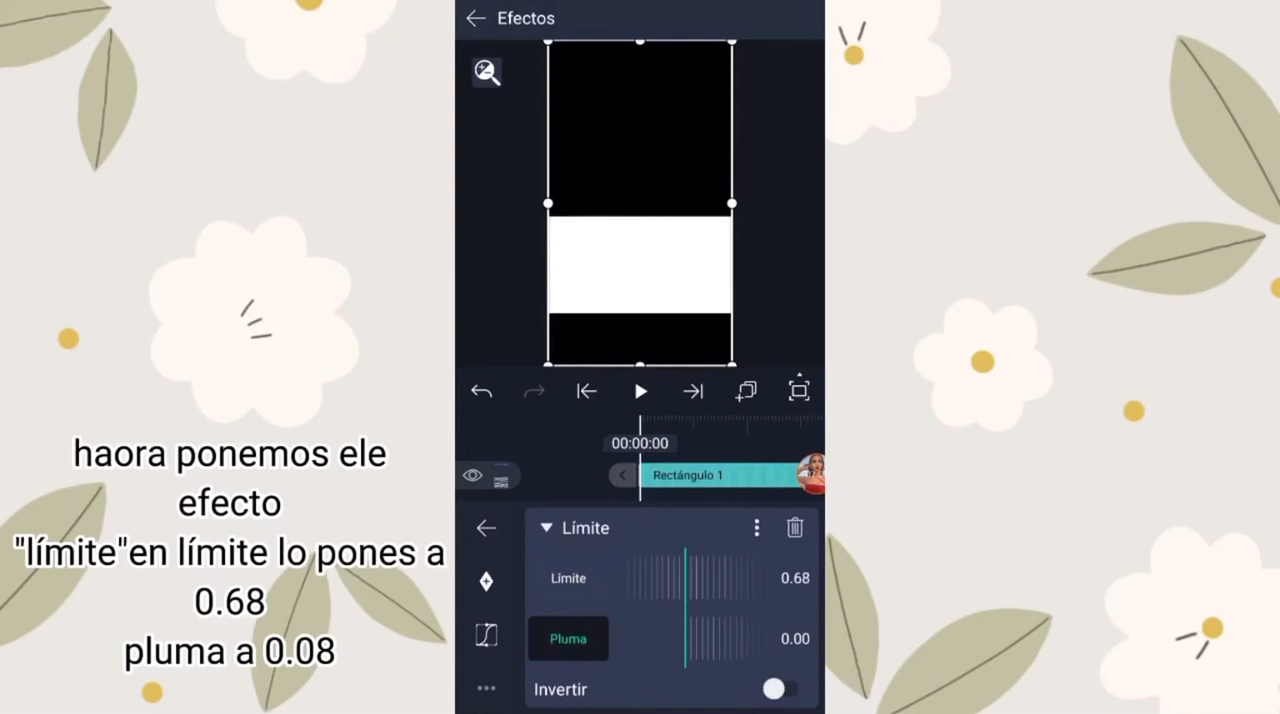 Efectos
00:00:00
Rectángulo 1
Límite
Límite 0.68
Pluma 0.00
Invertir
haora ponemos ele
efecto
"límite"en límite lo pones a
0.68
pluma a 0.08